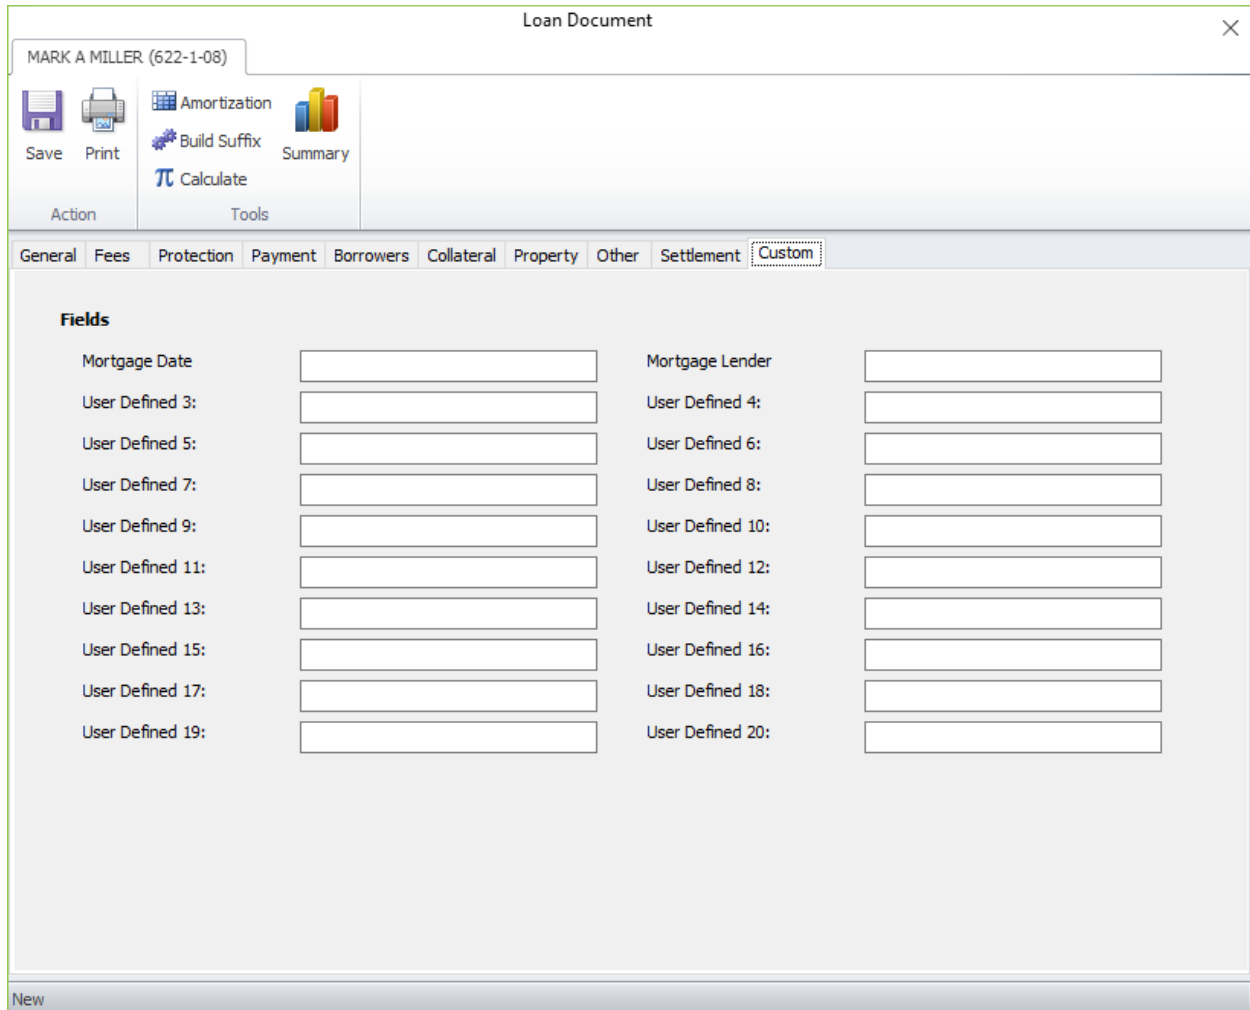 Loan Document
MARK A MILLER (622-1-08)
Save
Print
Amortization
Build Suffix
Calculate
Summary
Action
Tools
General Fees Protection Payment Borrowers Collateral Property Other Settlement Custom
Fields
Mortgage Date
Mortgage Lender
User Defined 3:
User Defined 4:
User Defined 5:
User Defined 6:
User Defined 7:
User Defined 8:
User Defined 9:
User Defined 10:
User Defined 11:
User Defined 12:
User Defined 13:
User Defined 14:
User Defined 15:
User Defined 16:
User Defined 17:
User Defined 18:
User Defined 19:
User Defined 20:
New